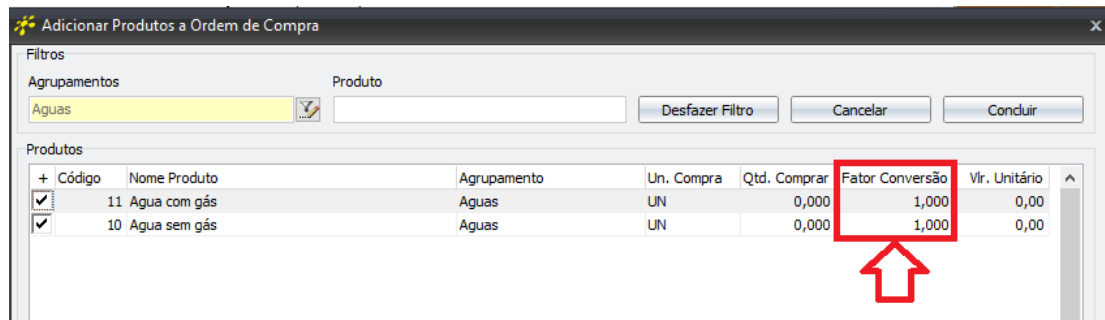 Adicionar Produtos a Ordem de Compra x
Filtros
Agrupamentos Produto
Aguas Desfazer Filtro Cancelar Concluir
Produtos
+ Código Nome Produto Agrupamento Un. Compra Qtd. Comprar Fator Conversão Vlr. Unitário
11 Agua com gás Aguas UN 0,000 1,000 0,00
10 Agua sem gás Aguas UN 0,000 1,000 0,00